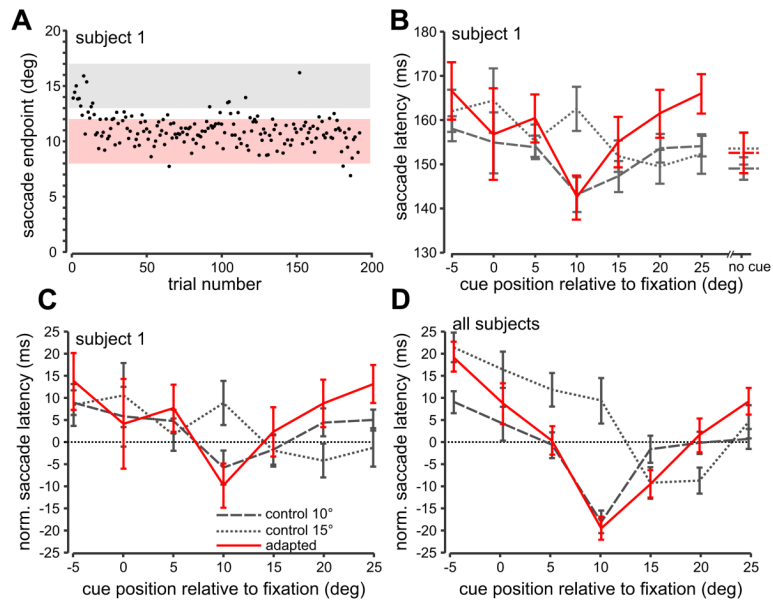 A
subject 1
saccade endpoint (deg)
20
15
10
5
0
0
50
100
150
200
trial number
B
subject 1
saccade latency (ms)
180
170
160
150
140
130
-5
0
5
10
15
20
25
no cue
cue position relative to fixation (deg)
C
subject 1
norm. saccade latency (ms)
25
20
15
10
5
0
-5
-10
-15
-20
-25
control 10°
control 15°
adapted
-5
0
5
10
15
20
25
cue position relative to fixation (deg)
D
all subjects
norm. saccade latency (ms)
25
20
15
10
5
0
-5
-10
-15
-20
-25
-5
0
5
10
15
20
25
cue position relative to fixation (deg)